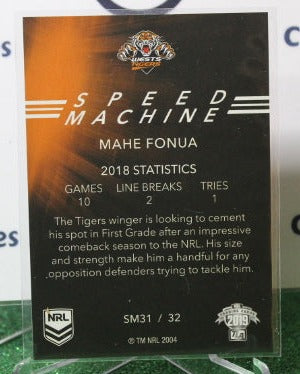 WESTS
TIGERS
SPEED
MACHINE
MAHE FONUA
2018 STATISTICS
GAMES LINE BREAKS TRIES
10 2 1
The Tigers winger is looking to cement
his spot in First Grade after an impressive
comeback season to the NRL. His size
and strength make him a handful for any
opposition defenders trying to tackle him.
NRL
SM31 / 32
2019
® TM NRL 2004